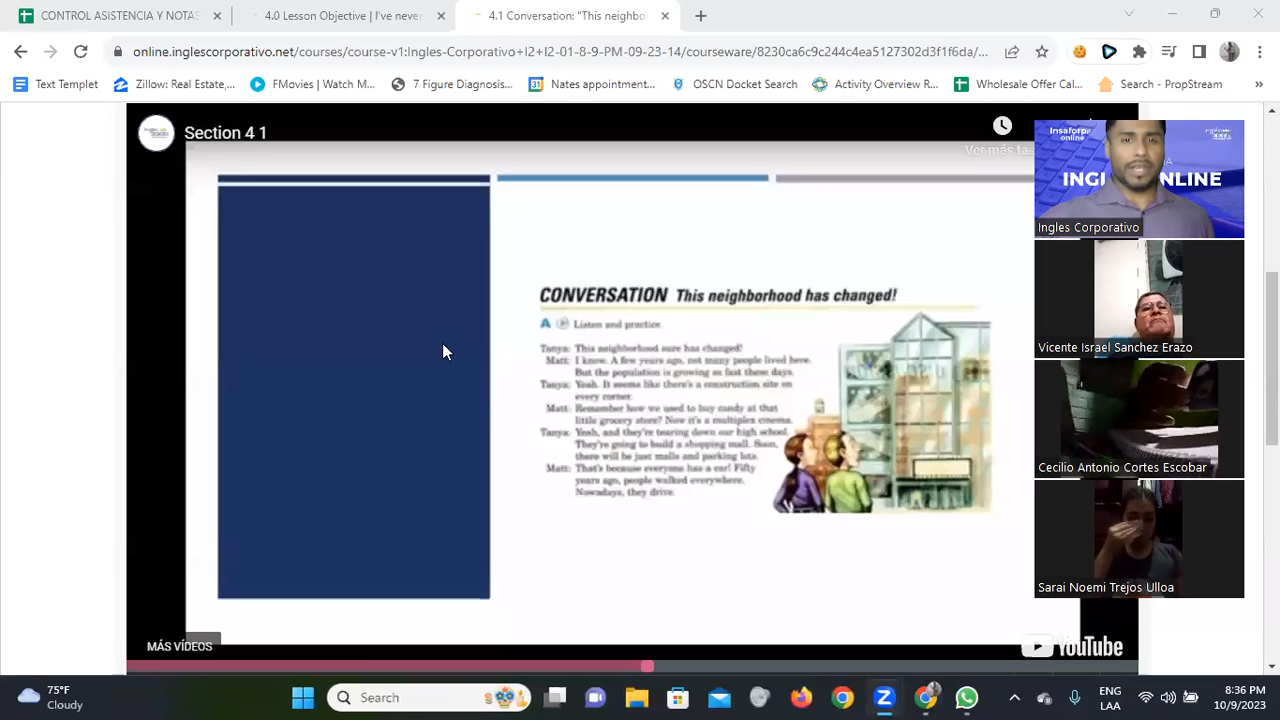 CONTROL ASISTENCIA Y NOTAS
4.0 Lesson Objective | I've never
4.1 Conversation: "This neighbo
online.inglescorporativo.net/courses/course-v1:Ingles-Corporativo+I2+I2-01-8-9-PM-09-23-14/courseware/8230ca6c9c244c4ea5127302d3f1f6da/...
Text Templet
Zillow: Real Estate,...
FMovies | Watch M...
7 Figure Diagnosis...
Nates appointment...
OSCN Docket Search
Activity Overview R...
Wholesale Offer Cal...
Search - PropStream
Section 4 1
Ver más ta...
CONVERSATION This neighborhood has changed!
A Listen and practice.
Tanya: This neighborhood sure has changed!
Matt: I know. A few years ago, not many people lived here.
But the population is growing so fast these days.
Tanya: Yeah. It seems like there's a construction site on
every corner.
Matt: Remember how we used to buy candy at that
little grocery store? Now it's a multiplex cinema.
Tanya: Yeah, and they're tearing down our high school.
They're going to build a shopping mall. Soon,
there will be just malls and parking lots.
Matt: That's because everyone has a car! Fifty
years ago, people walked everywhere.
Nowadays, they drive.
MÁS VÍDEOS
YouTube
Insaforp
online
INGL ONLINE
Ingles Corporativo
Vicente Israel Sanchez Erazo
Cecilio Antonio Cortes Escobar
Sarai Noemi Trejos Ulloa
75°F
Cloudy
Search
ENG
LAA
8:36 PM
10/9/2023